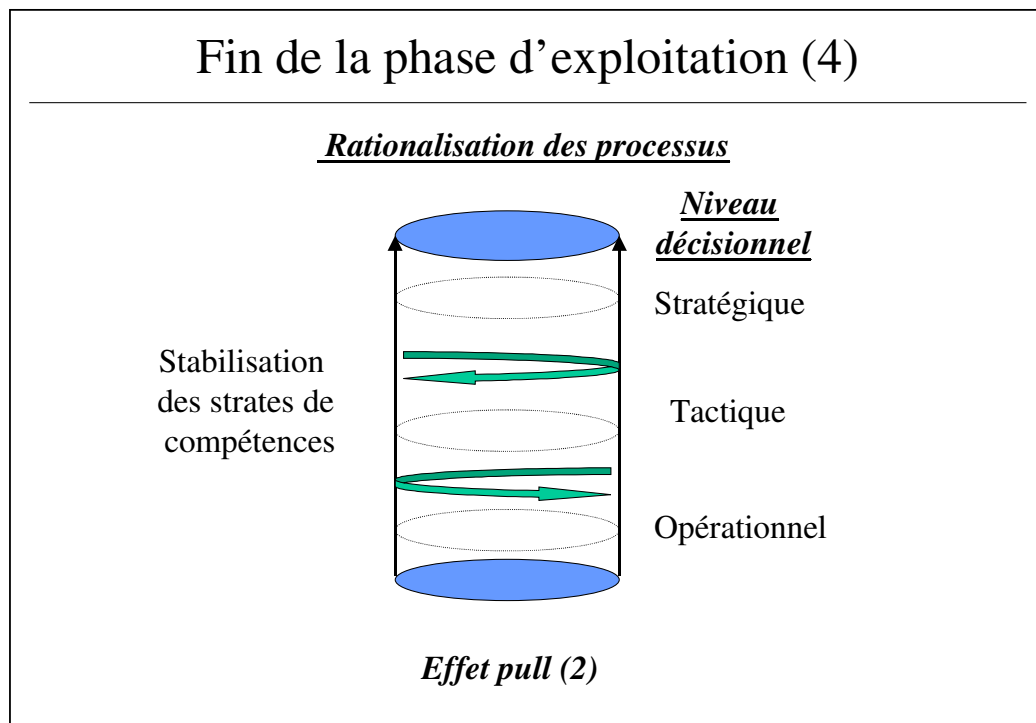 Fin de la phase d’exploitation (4)
Rationalisation des processus
Niveau
décisionnel
Stratégique
Stabilisation
des strates de
compétences
Tactique
Opérationnel
Effet pull (2)